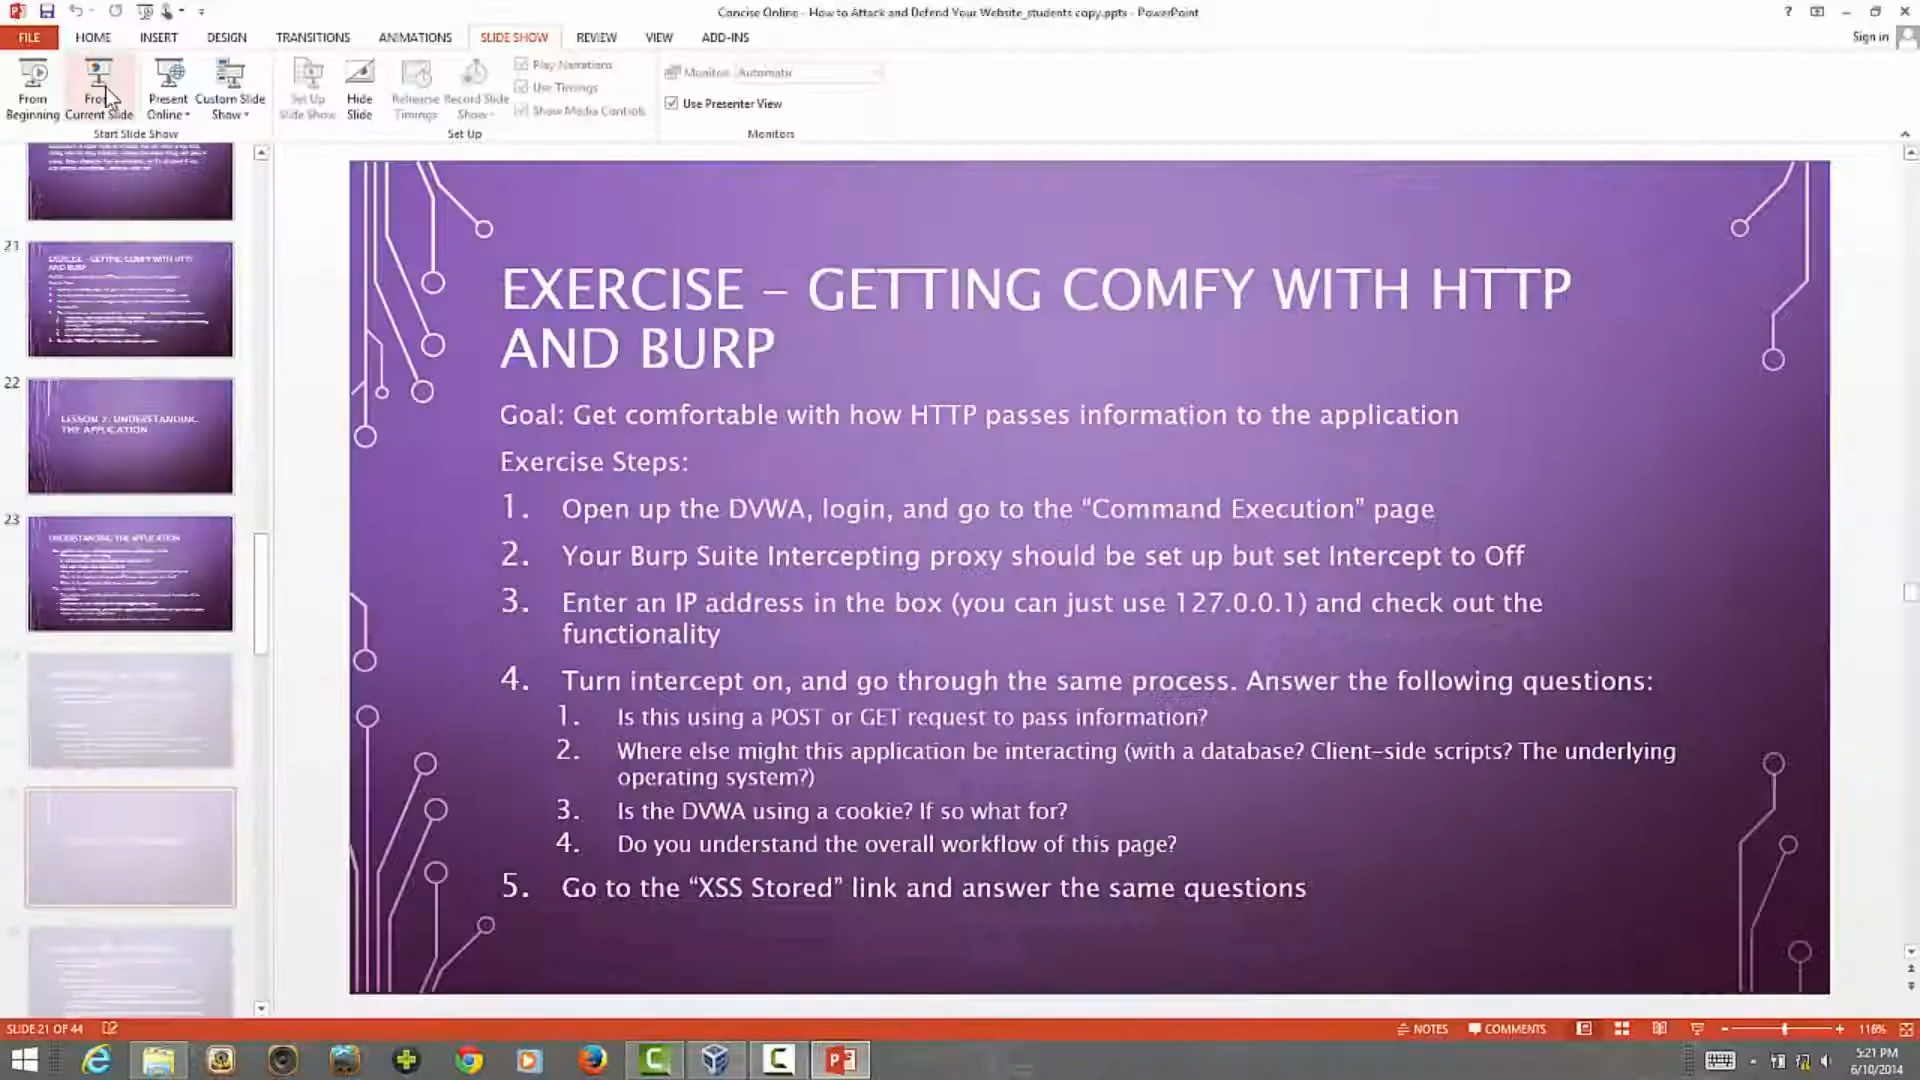 Concise Online - How to Attack and Defend Your Website_students copy.pptx - PowerPoint
FILE HOME INSERT DESIGN TRANSITIONS ANIMATIONS SLIDE SHOW REVIEW VIEW ADD-INS
Sign in
From Beginning
From Current Slide
Present Online
Custom Slide Show
Start Slide Show
Set Up Slide Show
Hide Slide
Rehearse Timings
Record Slide Show
Play Narrations
Use Timings
Show Media Controls
Set Up
Monitor: Automatic
Use Presenter View
Monitors
21
EXERCISE - GETTING COMFY WITH HTTP
AND BURP
22
LESSON 2: UNDERSTANDING
THE APPLICATION
23
UNDERSTANDING THE APPLICATION
EXERCISE – GETTING COMFY WITH HTTP
AND BURP
Goal: Get comfortable with how HTTP passes information to the application
Exercise Steps:
1. Open up the DVWA, login, and go to the “Command Execution” page
2. Your Burp Suite Intercepting proxy should be set up but set Intercept to Off
3. Enter an IP address in the box (you can just use 127.0.0.1) and check out the
functionality
4. Turn intercept on, and go through the same process. Answer the following questions:
1. Is this using a POST or GET request to pass information?
2. Where else might this application be interacting (with a database? Client-side scripts? The underlying
operating system?)
3. Is the DVWA using a cookie? If so what for?
4. Do you understand the overall workflow of this page?
5. Go to the “XSS Stored” link and answer the same questions
SLIDE 21 OF 44
NOTES COMMENTS 116%
5:21 PM
6/10/2014